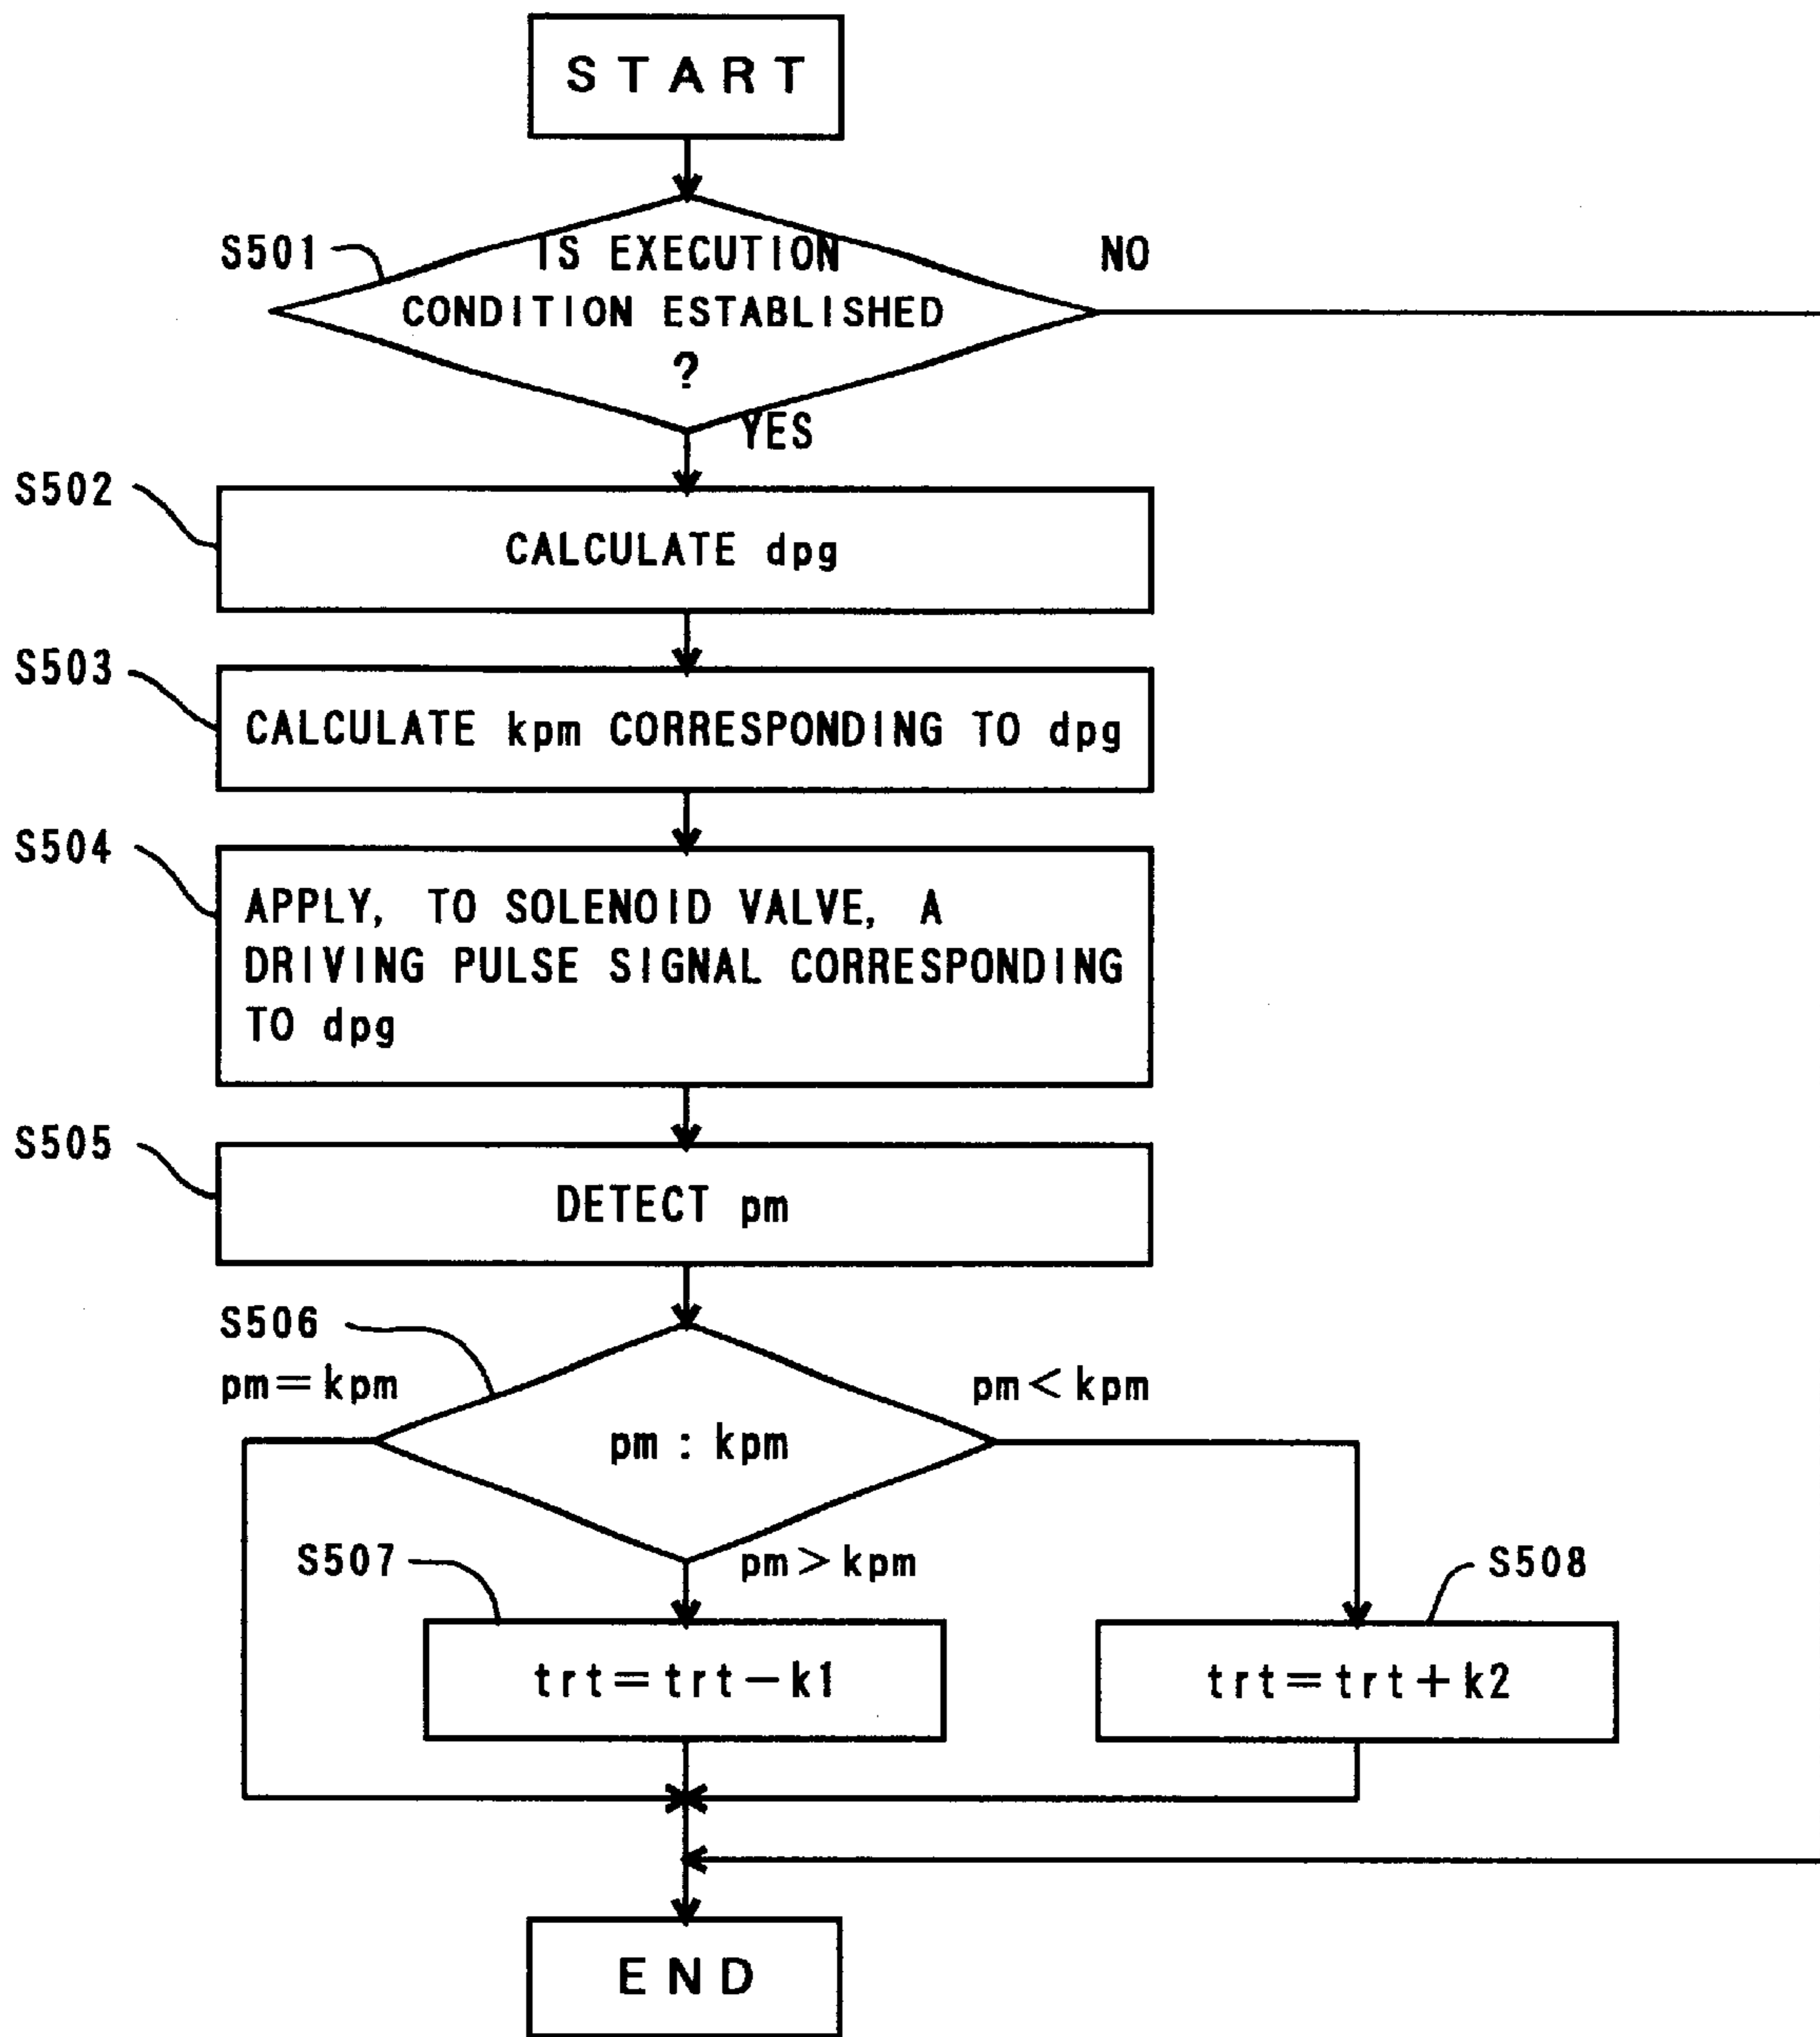 START
S501
IS EXECUTION
NO
CONDITION ESTABLISHED
?
YES
S502
CALCULATE dpg
S503
CALCULATE kpm CORRESPONDING TO dpg
S504
APPLY, TO SOLENOID VALVE, A
DRIVING PULSE SIGNAL CORRESPONDING
TO dpg
S505
DETECT pm
S506
pm=kpm
pm<kpm
pm:kpm
S507
pm>kpm
S508
trt=trt-k1
trt=trt+k2
END